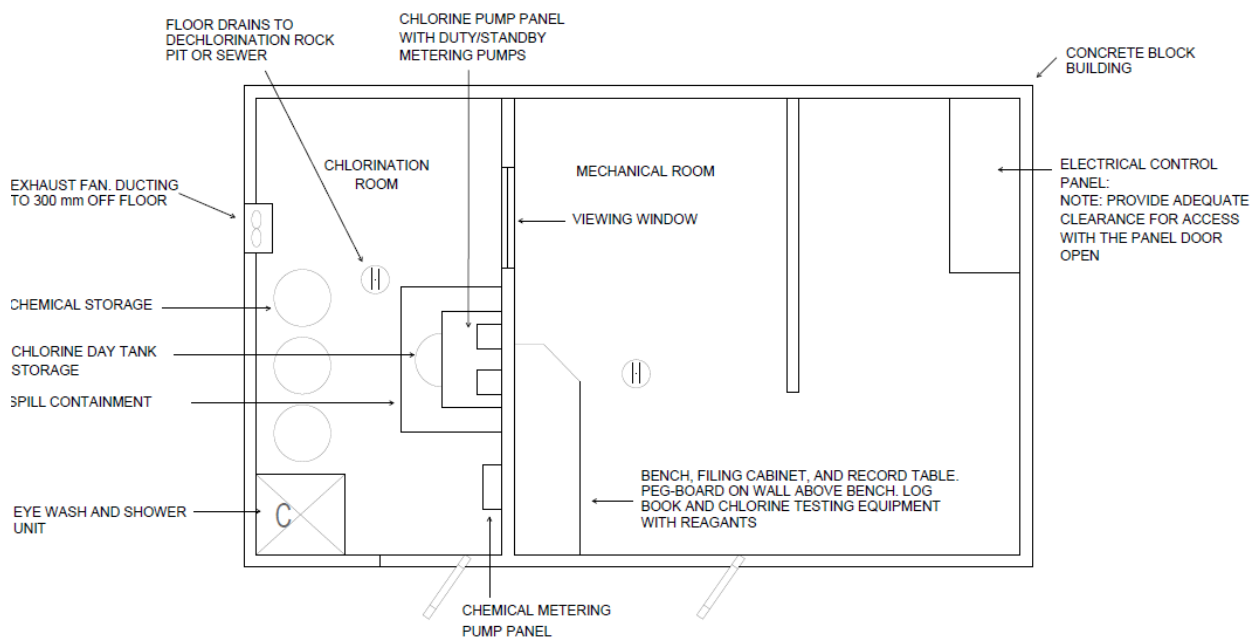 FLOOR DRAINS TO
DECHLORINATION ROCK
PIT OR SEWER
CHLORINE PUMP PANEL
WITH DUTY/STANDBY
METERING PUMPS
CONCRETE BLOCK
BUILDING
CHLORINATION
ROOM
MECHANICAL ROOM
ELECTRICAL CONTROL
PANEL:
NOTE: PROVIDE ADEQUATE
CLEARANCE FOR ACCESS
WITH THE PANEL DOOR
OPEN
EXHAUST FAN. DUCTING
TO 300 mm OFF FLOOR
VIEWING WINDOW
CHEMICAL STORAGE
CHLORINE DAY TANK
STORAGE
SPILL CONTAINMENT
BENCH, FILING CABINET, AND RECORD TABLE.
PEG-BOARD ON WALL ABOVE BENCH. LOG
BOOK AND CHLORINE TESTING EQUIPMENT
WITH REAGANTS
EYE WASH AND SHOWER
UNIT
C
CHEMICAL METERING
PUMP PANEL